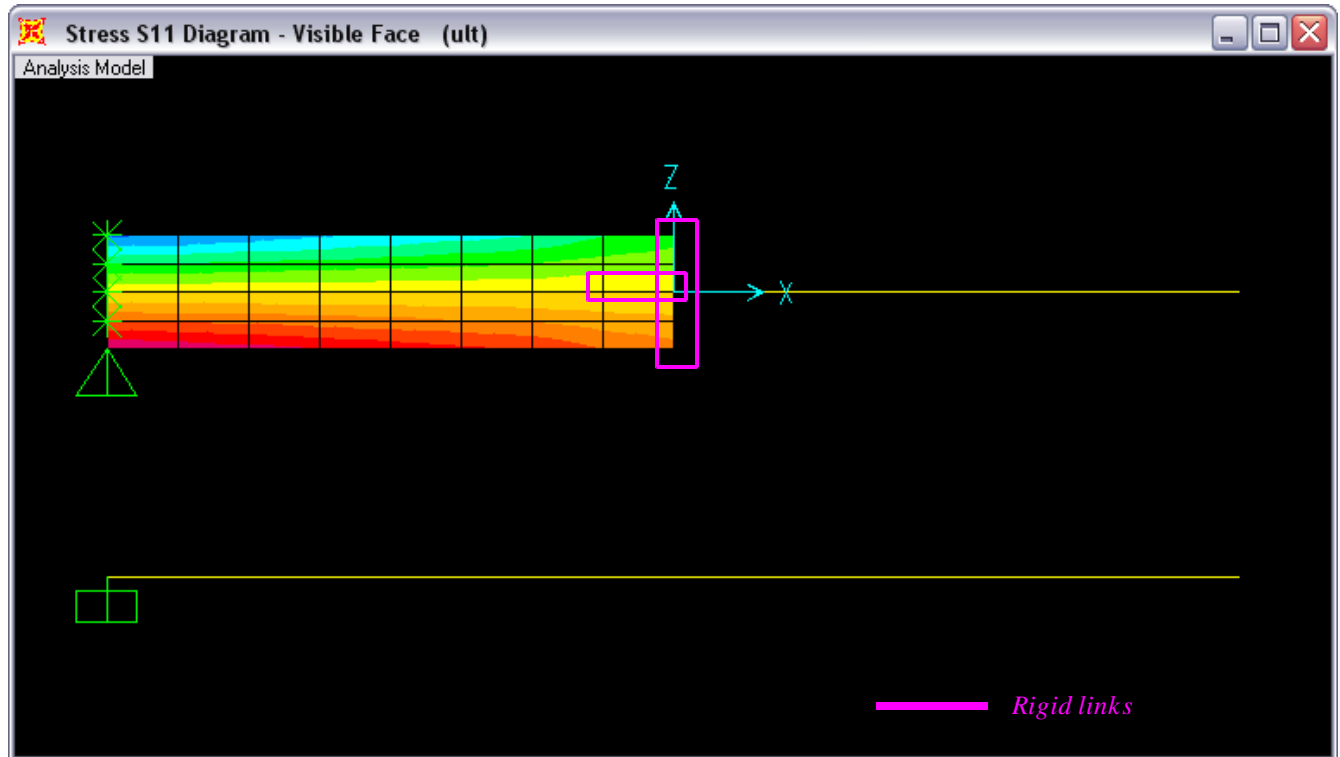 Stress S11 Diagram - Visible Face (ult)
Analysis Model
Z
X
Rigid links